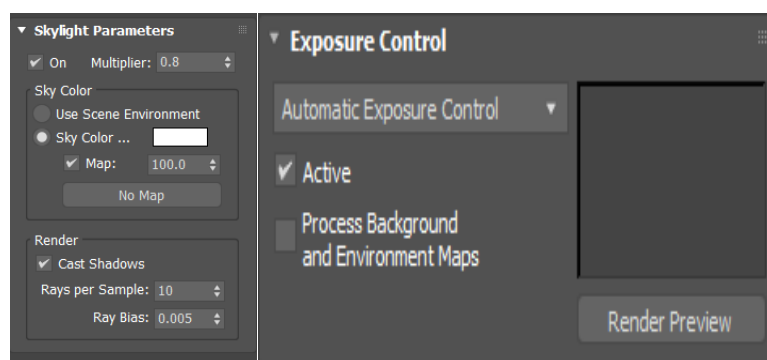 Skylight Parameters
On Multiplier: 0.8
Sky Color
Use Scene Environment
Sky Color ...
Map: 100.0
No Map
Render
Cast Shadows
Rays per Sample: 10
Ray Bias: 0.005
Exposure Control
Automatic Exposure Control
Active
Process Background
and Environment Maps
Render Preview